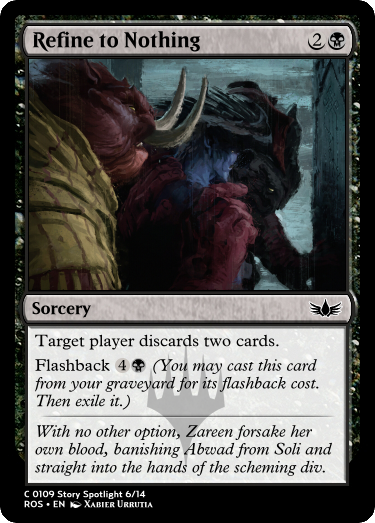 Refine to Nothing 2
Sorcery
Target player discards two cards.
Flashback 4 (You may cast this card
from your graveyard for its flashback cost.
Then exile it.)
With no other option, Zareen forsake her
own blood, banishing Abwad from Soli and
straight into the hands of the scheming div.
C 0109 Story Spotlight 6/14
ROS • EN Xabier Urrutia